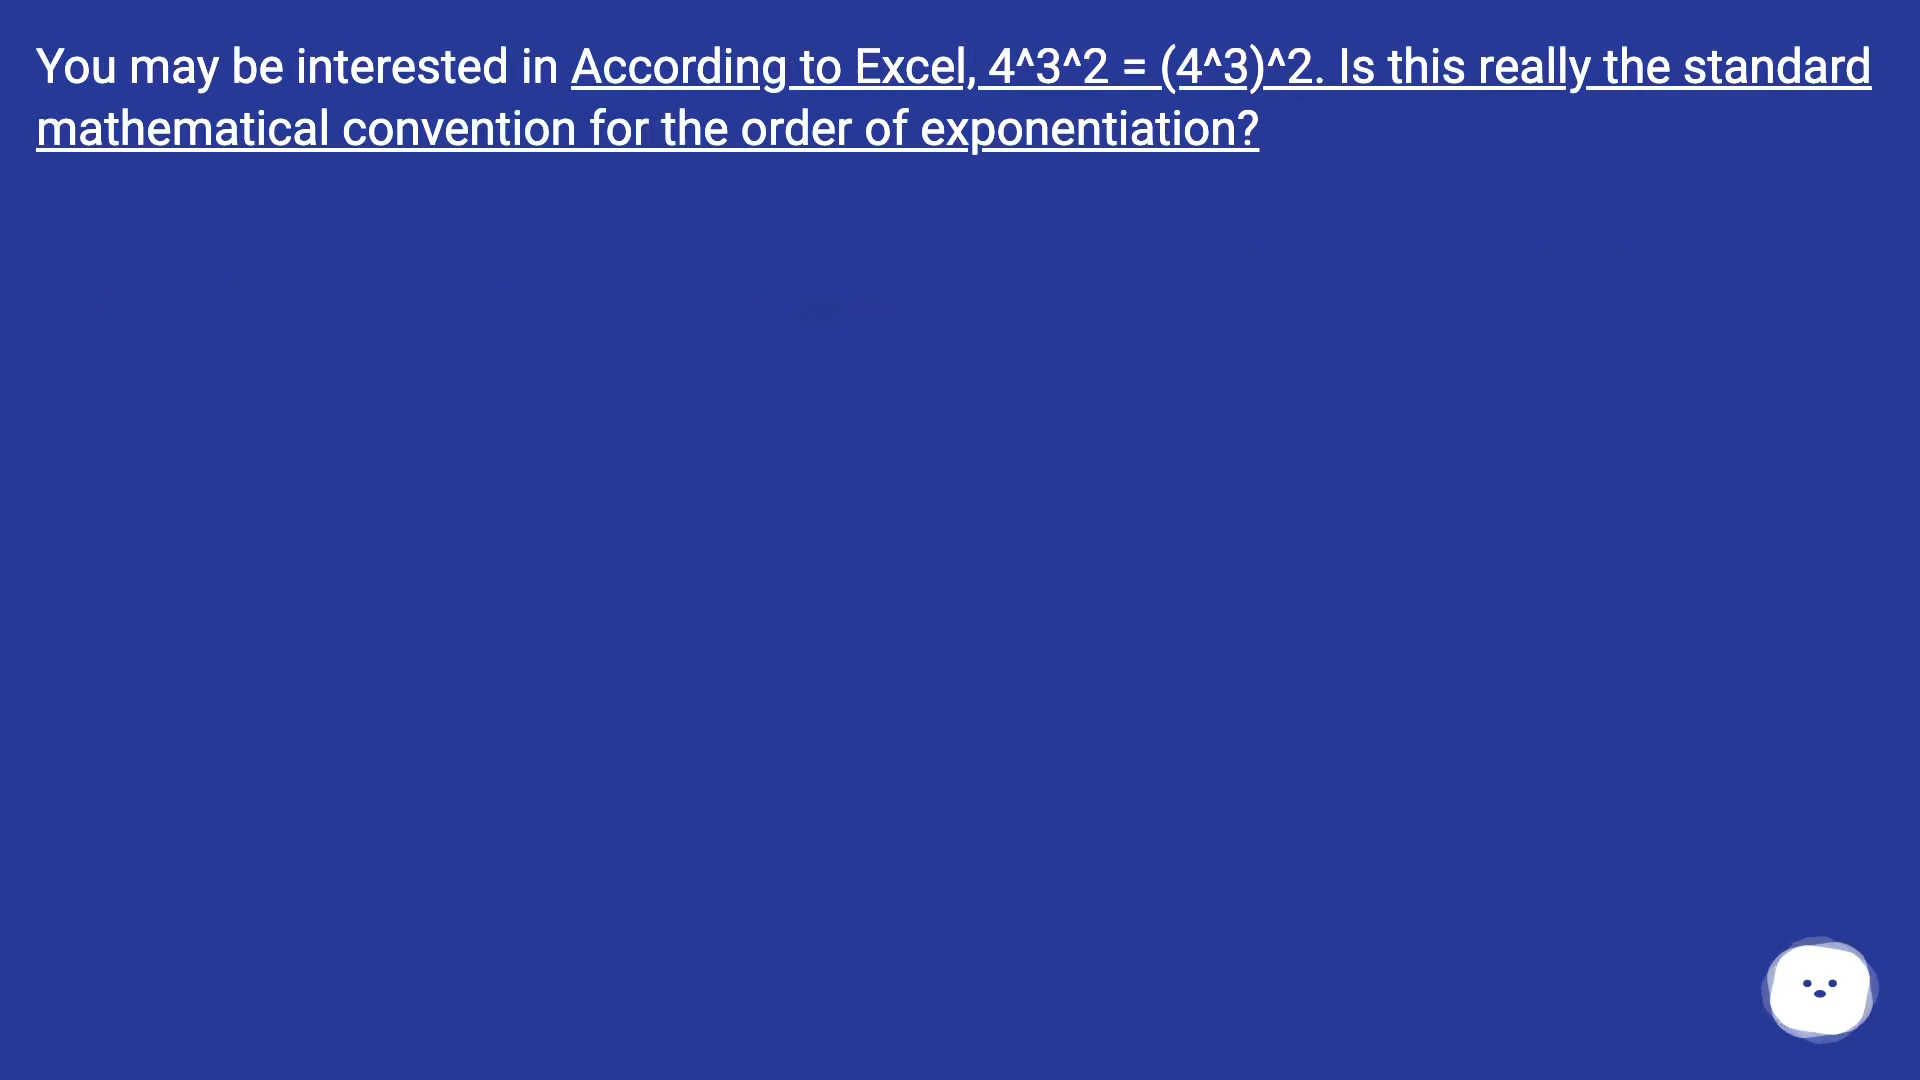 You may be interested in According to Excel, 4^3^2 = (4^3)^2. Is this really the standard
mathematical convention for the order of exponentiation?